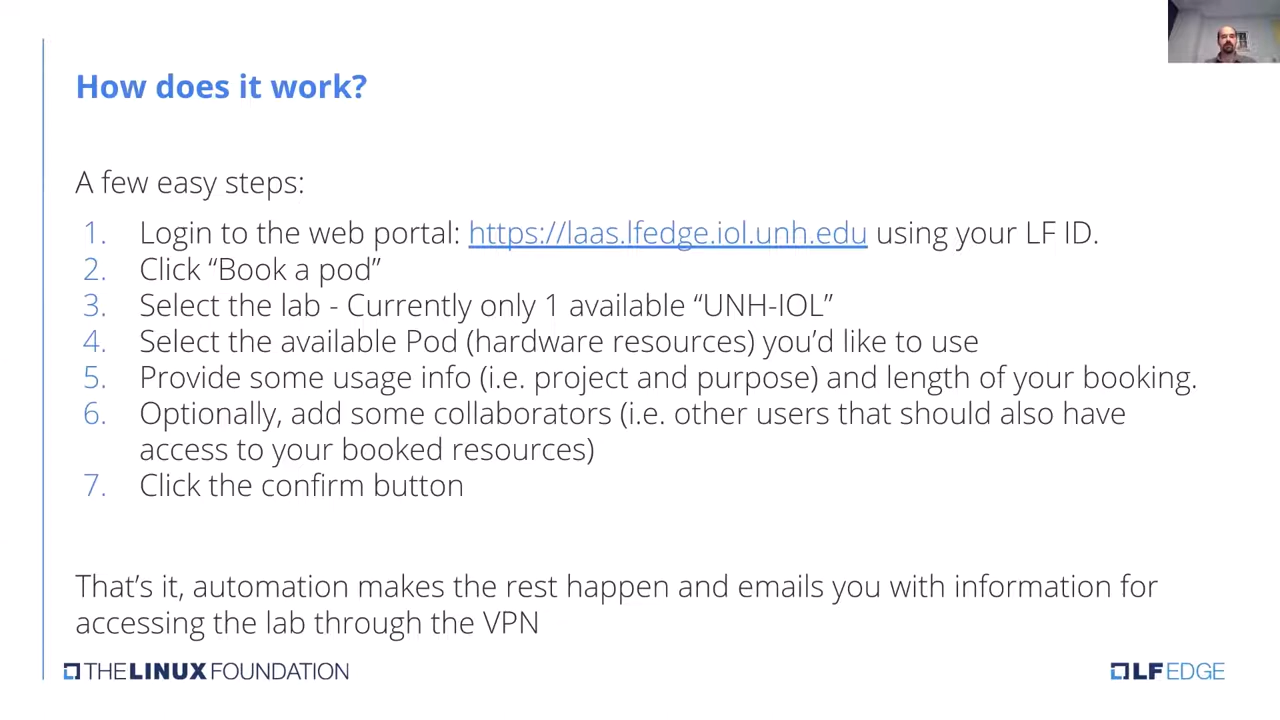 How does it work?
A few easy steps:
1. Login to the web portal: https://laas.lfedge.iol.unh.edu using your LF ID.
2. Click “Book a pod”
3. Select the lab - Currently only 1 available “UNH-IOL”
4. Select the available Pod (hardware resources) you’d like to use
5. Provide some usage info (i.e. project and purpose) and length of your booking.
6. Optionally, add some collaborators (i.e. other users that should also have
access to your booked resources)
7. Click the confirm button
That’s it, automation makes the rest happen and emails you with information for
accessing the lab through the VPN
THE LINUX FOUNDATION
LF EDGE